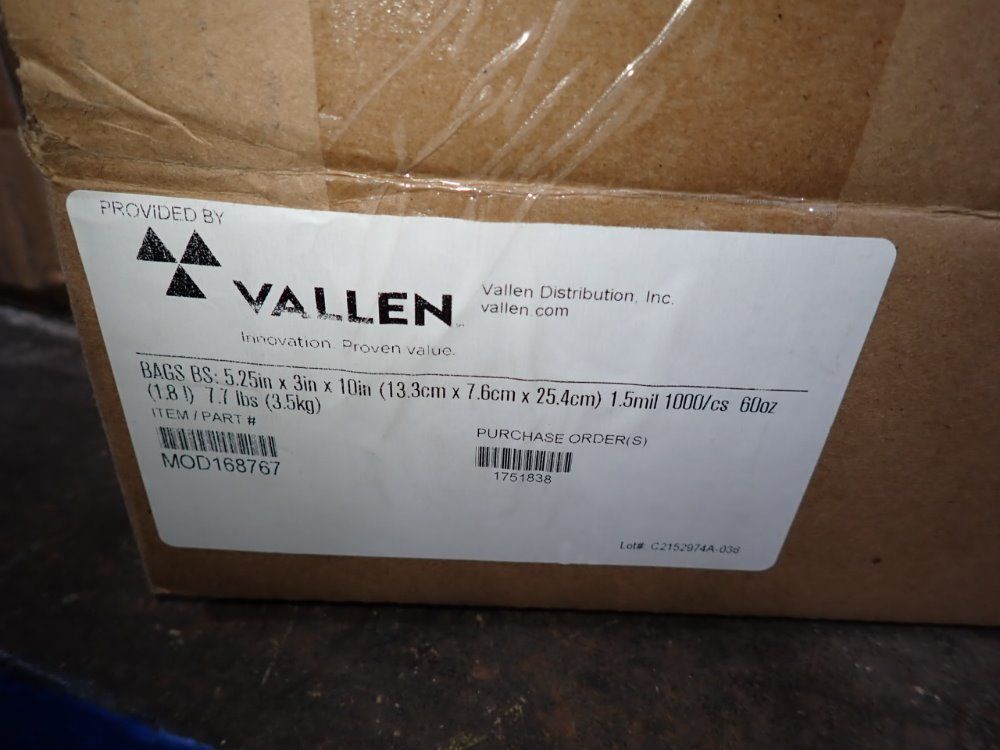 PROVIDED BY
VALLEN
Innovation. Proven value.
Vallen Distribution, Inc.
vallen.com
BAGS BS: 5.25in x 3in x 10in (13.3cm x 7.6cm x 25.4cm) 1.5mil 1000/cs 60oz
(1.8 l) 7.7 lbs (3.5kg)
ITEM / PART #
MOD168767
PURCHASE ORDER(S)
1751838
Lot#: C2152974A-038